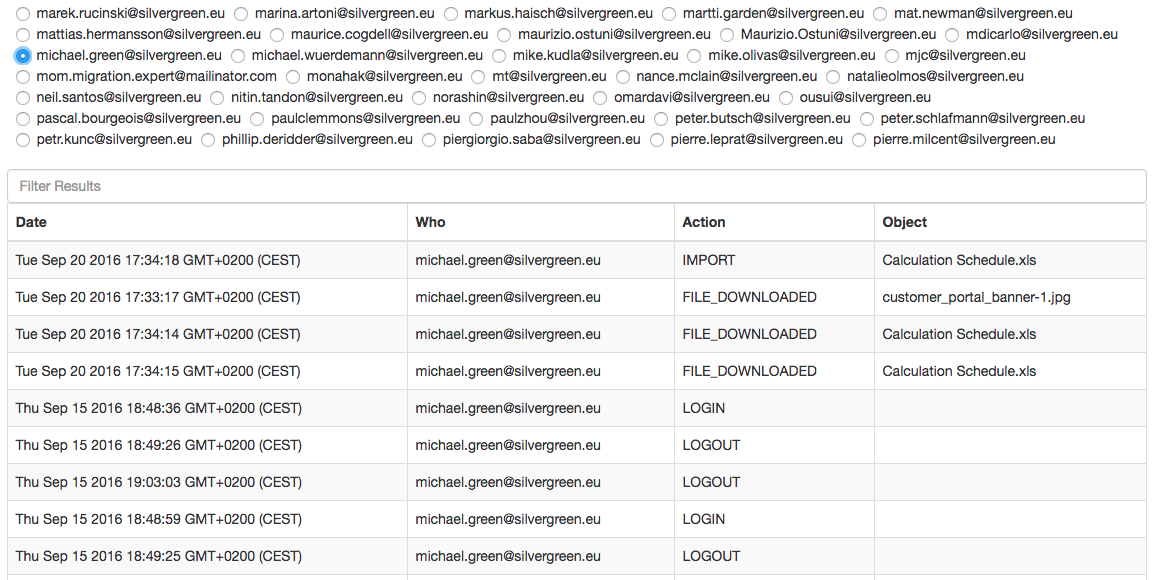 marek.rucinski@silvergreen.eu marina.artoni@silvergreen.eu markus.haisch@silvergreen.eu martti.garden@silvergreen.eu mat.newman@silvergreen.eu
mattias.hermansson@silvergreen.eu maurice.cogdell@silvergreen.eu maurizio.ostuni@silvergreen.eu Maurizio.Ostuni@silvergreen.eu mdicarlo@silvergreen.eu
michael.green@silvergreen.eu michael.wuerdemann@silvergreen.eu mike.kudla@silvergreen.eu mike.olivas@silvergreen.eu mjc@silvergreen.eu
mom.migration.expert@mailinator.com monahak@silvergreen.eu mt@silvergreen.eu nance.mclain@silvergreen.eu natalieolmos@silvergreen.eu
neil.santos@silvergreen.eu nitin.tandon@silvergreen.eu norashin@silvergreen.eu omardavi@silvergreen.eu ousui@silvergreen.eu
pascal.bourgeois@silvergreen.eu paulclemmons@silvergreen.eu paulzhou@silvergreen.eu peter.butsch@silvergreen.eu peter.schlafmann@silvergreen.eu
petr.kunc@silvergreen.eu phillip.deridder@silvergreen.eu piergiorgio.saba@silvergreen.eu pierre.leprat@silvergreen.eu pierre.milcent@silvergreen.eu
Filter Results
Date Who Action Object
Tue Sep 20 2016 17:34:18 GMT+0200 (CEST) michael.green@silvergreen.eu IMPORT Calculation Schedule.xls
Tue Sep 20 2016 17:33:17 GMT+0200 (CEST) michael.green@silvergreen.eu FILE_DOWNLOADED customer_portal_banner-1.jpg
Tue Sep 20 2016 17:34:14 GMT+0200 (CEST) michael.green@silvergreen.eu FILE_DOWNLOADED Calculation Schedule.xls
Tue Sep 20 2016 17:34:15 GMT+0200 (CEST) michael.green@silvergreen.eu FILE_DOWNLOADED Calculation Schedule.xls
Thu Sep 15 2016 18:48:36 GMT+0200 (CEST) michael.green@silvergreen.eu LOGIN
Thu Sep 15 2016 18:49:26 GMT+0200 (CEST) michael.green@silvergreen.eu LOGOUT
Thu Sep 15 2016 19:03:03 GMT+0200 (CEST) michael.green@silvergreen.eu LOGOUT
Thu Sep 15 2016 18:48:59 GMT+0200 (CEST) michael.green@silvergreen.eu LOGIN
Thu Sep 15 2016 18:49:25 GMT+0200 (CEST) michael.green@silvergreen.eu LOGOUT